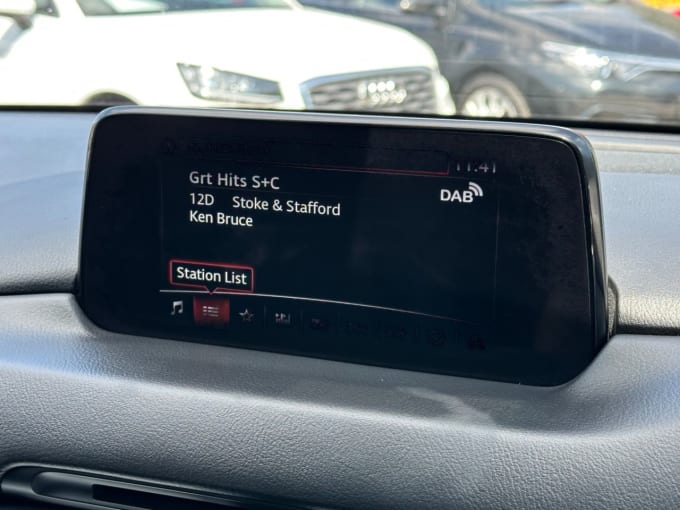 11:41
Grt Hits S+C
DAB
12D Stoke & Stafford
Ken Bruce
Station List